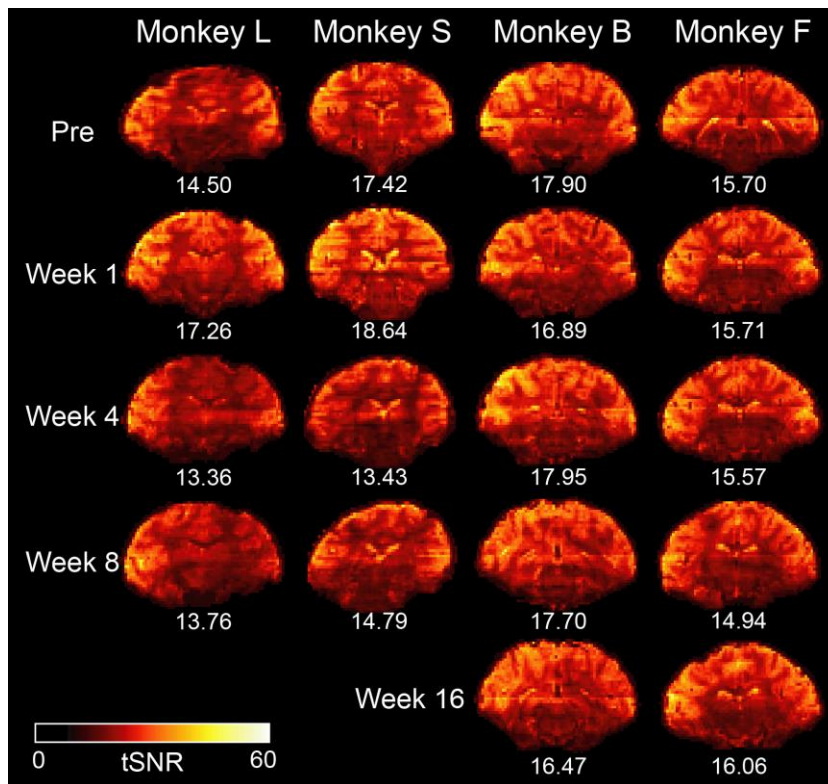 Monkey L Monkey S Monkey B Monkey F
Pre
14.50 17.42 17.90 15.70
Week 1
17.26 18.64 16.89 15.71
Week 4
13.36 13.43 17.95 15.57
Week 8
13.76 14.79 17.70 14.94
Week 16
16.47 16.06
0 tSNR 60